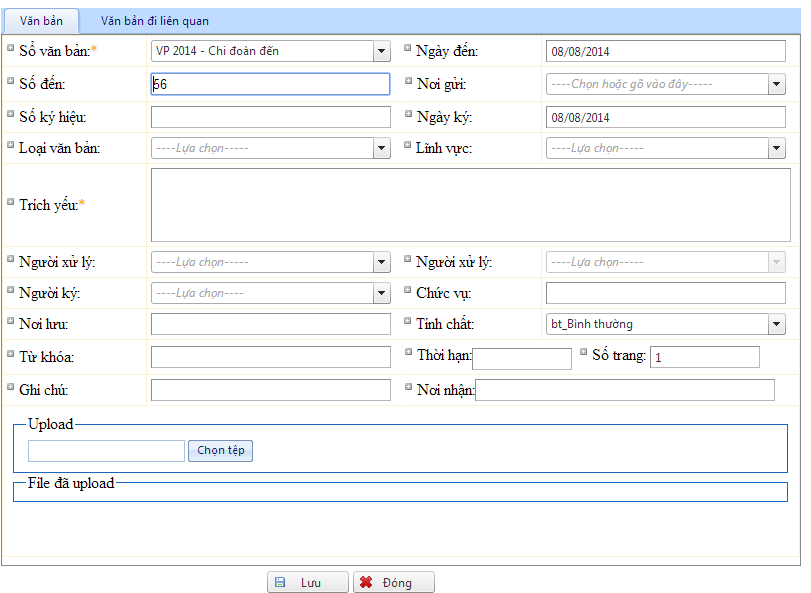 Văn bản Văn bản đi liên quan
Sổ văn bản:* VP 2014 - Chi đoàn đến Ngày đến: 08/08/2014
Số đến: 56 Nơi gửi: ----Chọn hoặc gõ vào đây-----
Số ký hiệu: Ngày ký: 08/08/2014
Loại văn bản: ----Lựa chọn----- Lĩnh vực: ----Lựa chọn-----
Trích yếu:*
Người xử lý: ----Lựa chọn----- Người xử lý: ----Lựa chọn-----
Người ký: ----Lựa chọn---- Chức vụ:
Nơi lưu: Tính chất: bt_Bình thường
Từ khóa: Thời hạn: Số trang: 1
Ghi chú: Nơi nhận:
Upload
Chọn tệp
File đã upload
Lưu Đóng